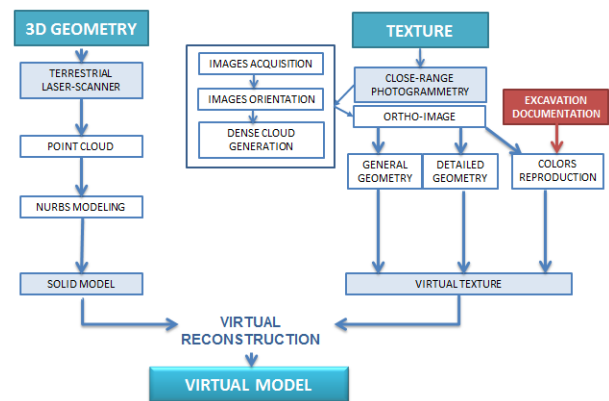 3D GEOMETRY
TERRESTRIAL
LASER-SCANNER
POINT CLOUD
NURBS MODELING
SOLID MODEL
TEXTURE
IMAGES ACQUISITION
IMAGES ORIENTATION
DENSE CLOUD
GENERATION
CLOSE-RANGE
PHOTOGRAMMETRY
ORTHO-IMAGE
EXCAVATION
DOCUMENTATION
GENERAL
GEOMETRY
DETAILED
GEOMETRY
COLORS
REPRODUCTION
VIRTUAL TEXTURE
VIRTUAL
RECONSTRUCTION
VIRTUAL MODEL